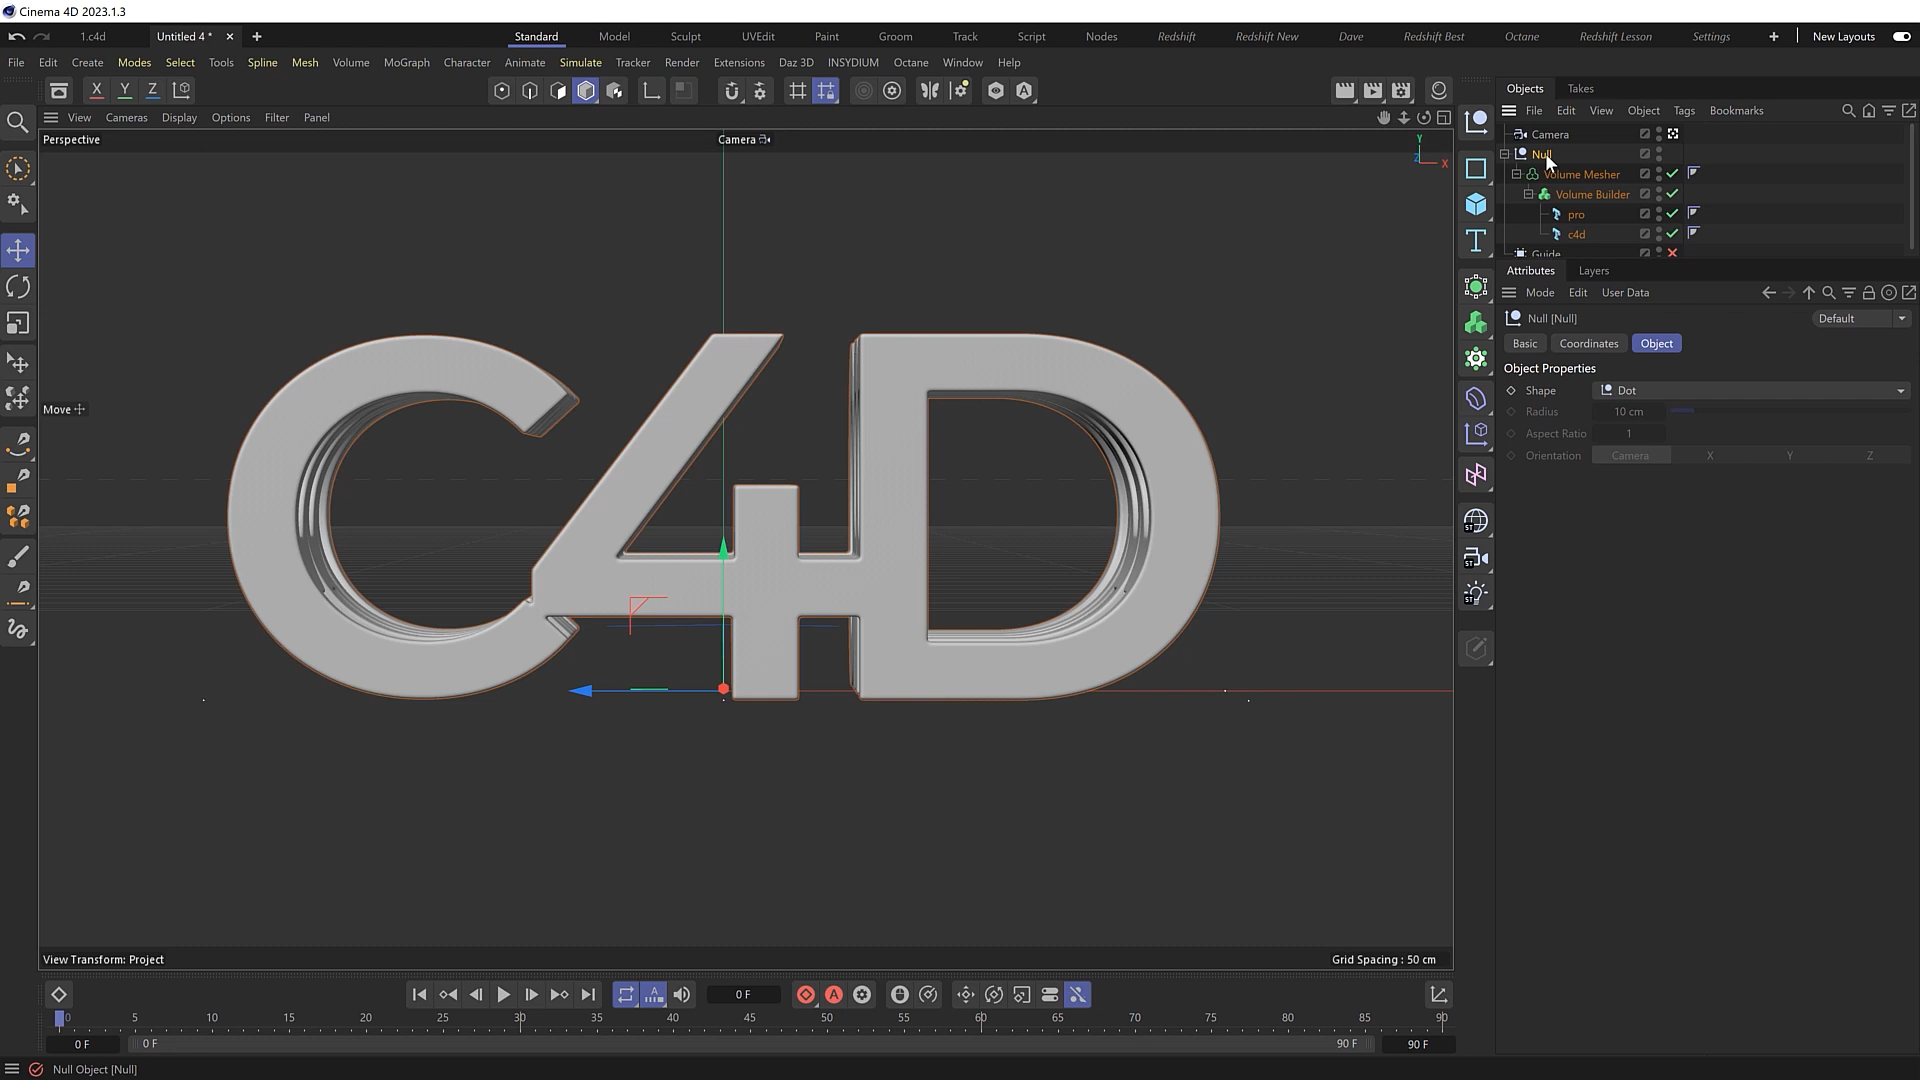 Cinema 4D 2023.1.3
1.c4d Untitled 4 * Standard Model Sculpt UVEdit Paint Groom Track Script Nodes Redshift Redshift New Dave Redshift Best Octane Redshift Lesson Settings New Layouts
File Edit Create Modes Select Tools Spline Mesh Volume MoGraph Character Animate Simulate Tracker Render Extensions Daz 3D INSYDIUM Octane Window Help
X Y Z
Objects Takes
File Edit View Object Tags Bookmarks
View Cameras Display Options Filter Panel
Perspective
Camera
Y
Z
X
Camera
Null
Volume Mesher
Volume Builder
pro
c4d
Guide
Attributes Layers
Mode Edit User Data
Null [Null]
Default
Basic Coordinates Object
Object Properties
Shape Dot
Radius 10 cm
Aspect Ratio 1
Orientation Camera X Y Z
Move
C4D
ST
ST
ST
View Transform: Project
Grid Spacing : 50 cm
0 F
0 5 10 15 20 25 30 35 40 45 50 55 60 65 70 75 80 85 90
0 F 0 F 90 F 90 F
Null Object [Null]